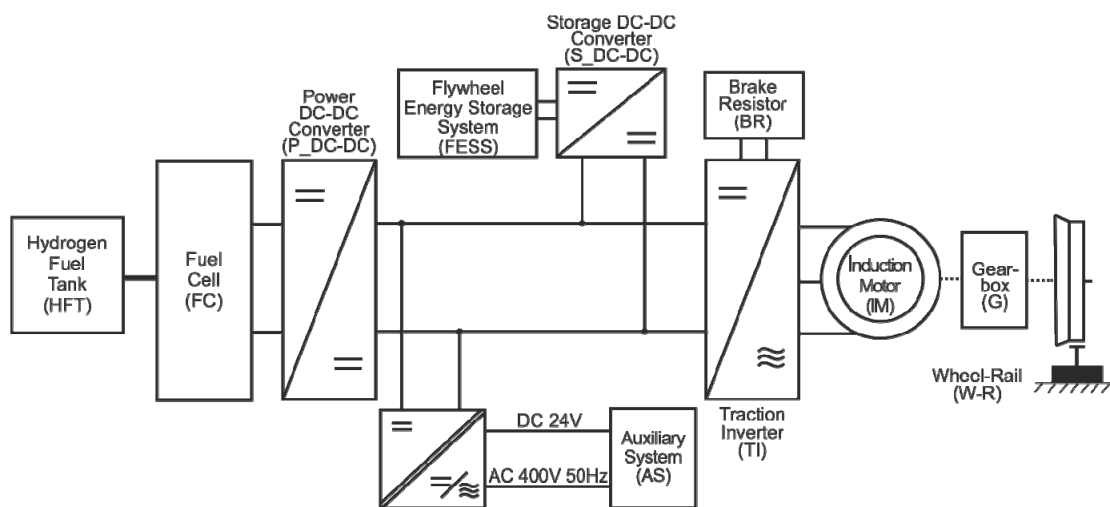 Storage DC-DC
Converter
(S_DC-DC)
Power
DC-DC
Converter
(P_DC-DC)
Flywheel
Energy Storage
System
(FESS)
Brake
Resistor
(BR)
Hydrogen
Fuel
Tank
(HFT)
Fuel
Cell
(FC)
Induction
Motor
(IM)
Gear-
box
(G)
Wheel-Rail
(W-R)
Traction
Inverter
(TI)
DC 24V
AC 400V 50Hz
Auxiliary
System
(AS)